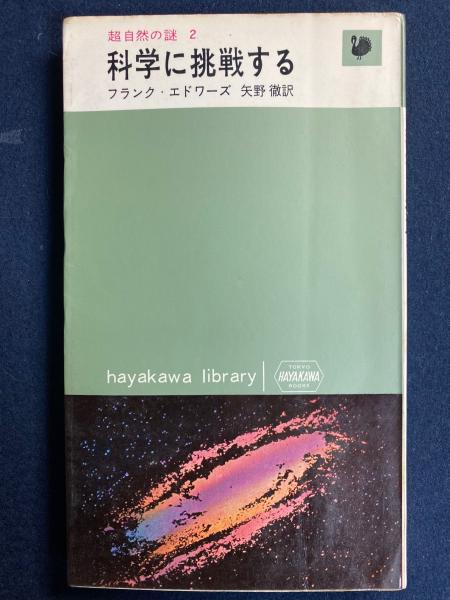 超自然の謎 2
科学に挑戦する
フランク・エドワーズ 矢野 徹訳
hayakawa library
TOKYO
HAYAKAWA
BOOKS